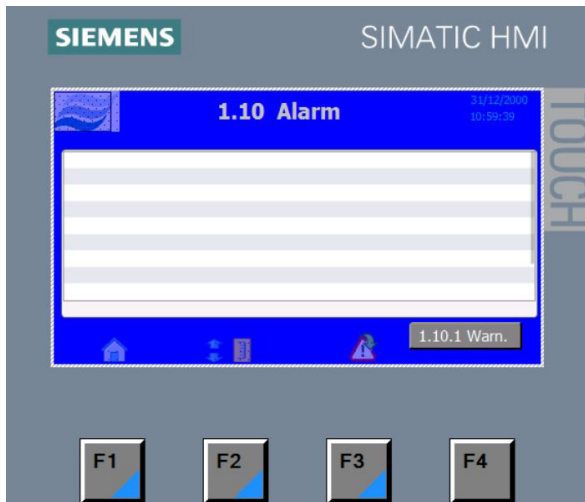 SIEMENS
SIMATIC HMI
1.10 Alarm
31/12/2000
10:59:39
TOUCH
1.10.1 Warn.
F1
F2
F3
F4